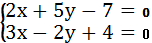 2x + 5y − 7 = 0
3x − 2y + 4 = 0